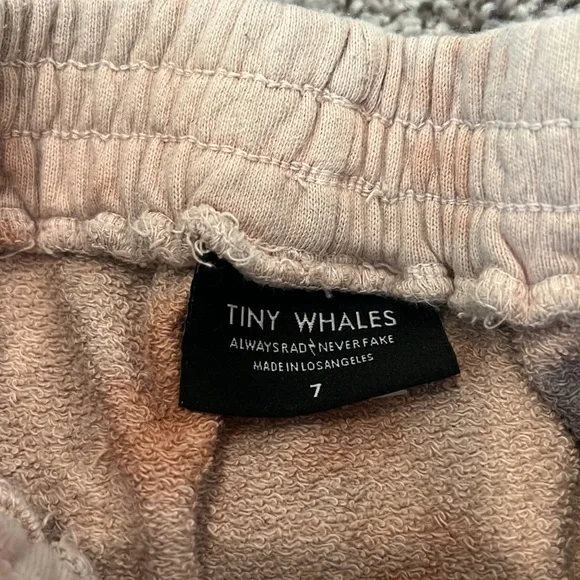 TINY WHALES
ALWAYS RAD NEVER FAKE
MADE IN LOS ANGELES
7